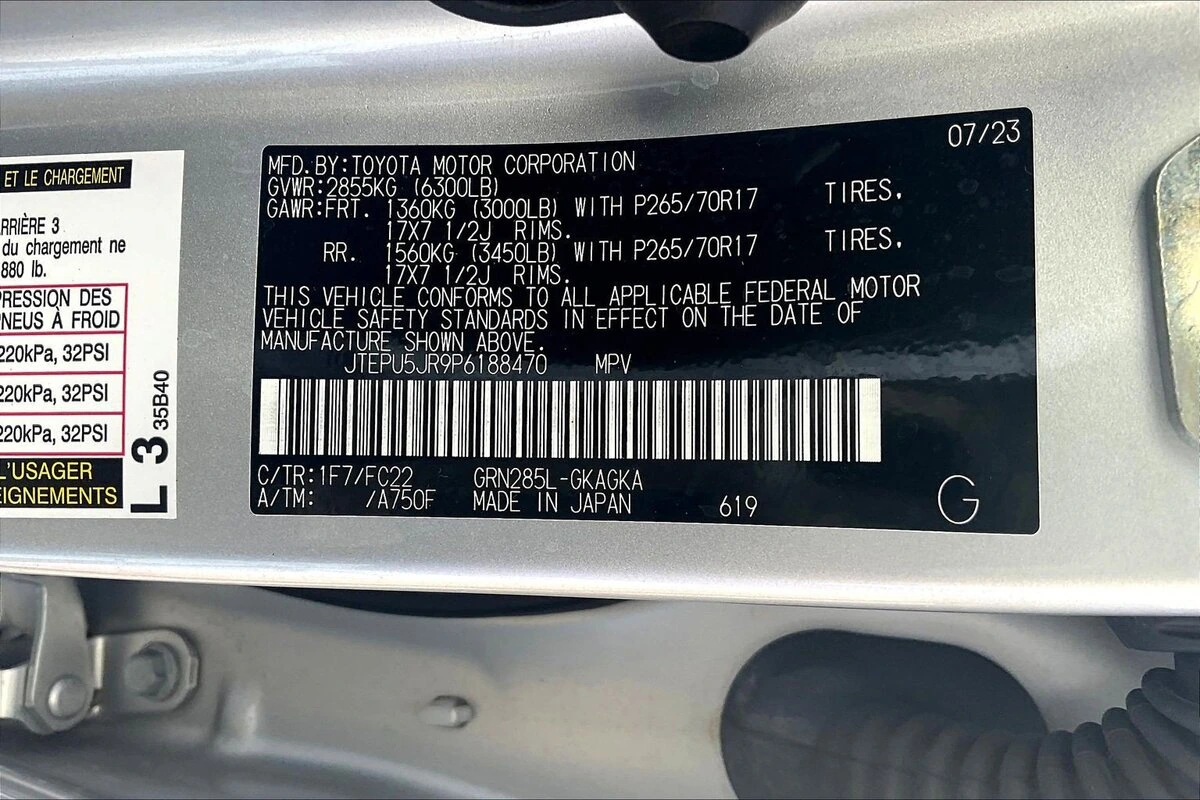 ET LE CHARGEMENT
ARRIÈRE 3
du chargement ne
880 lb.
PRESSION DES
PNEUS À FROID
220kPa, 32PSI
220kPa, 32PSI
220kPa, 32PSI
L'USAGER
EIGNEMENTS
L 3 35B40
07/23
MFD. BY:TOYOTA MOTOR CORPORATION
GVWR:2855KG (6300LB)
GAWR:FRT. 1360KG (3000LB) WITH P265/70R17 TIRES,
17X7 1/2J RIMS.
RR. 1560KG (3450LB) WITH P265/70R17 TIRES,
17X7 1/2J RIMS.
THIS VEHICLE CONFORMS TO ALL APPLICABLE FEDERAL MOTOR
VEHICLE SAFETY STANDARDS IN EFFECT ON THE DATE OF
MANUFACTURE SHOWN ABOVE.
JTEPU5JR9P6188470 MPV
C/TR:1F7/FC22 GRN285L-GKAGKA
A/TM: /A750F MADE IN JAPAN 619 G